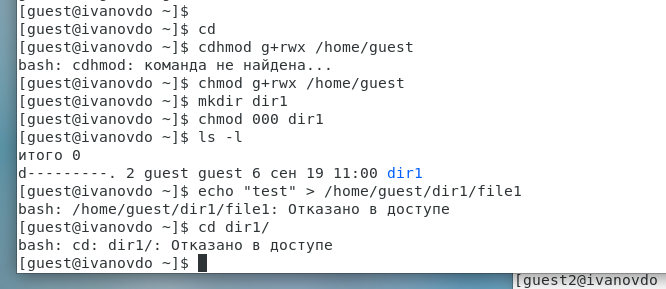 [guest@ivanovdo ~]$
[guest@ivanovdo ~]$ cd
[guest@ivanovdo ~]$ cdhmod g+rwx /home/guest
bash: cdhmod: команда не найдена...
[guest@ivanovdo ~]$ chmod g+rwx /home/guest
[guest@ivanovdo ~]$ mkdir dir1
[guest@ivanovdo ~]$ chmod 000 dir1
[guest@ivanovdo ~]$ ls -l
итого 0
d---------. 2 guest guest 6 сен 19 11:00 dir1
[guest@ivanovdo ~]$ echo "test" > /home/guest/dir1/file1
bash: /home/guest/dir1/file1: Отказано в доступе
[guest@ivanovdo ~]$ cd dir1/
bash: cd: dir1/: Отказано в доступе
[guest@ivanovdo ~]$
[guest2@ivanovdo